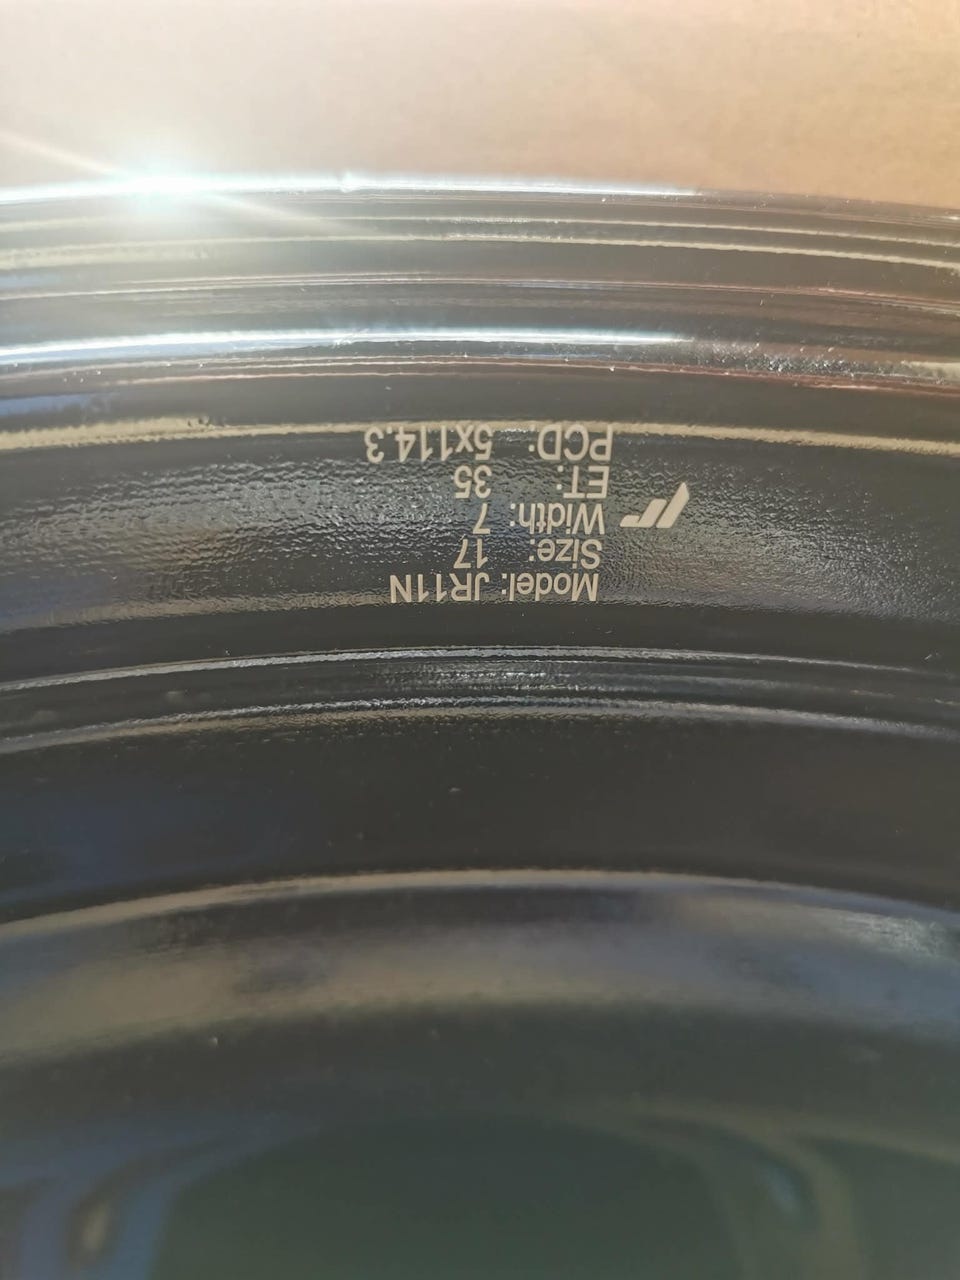 Model: JR11N
Size: 17
Width: 7
ET: 35
PCD: 5x114.3